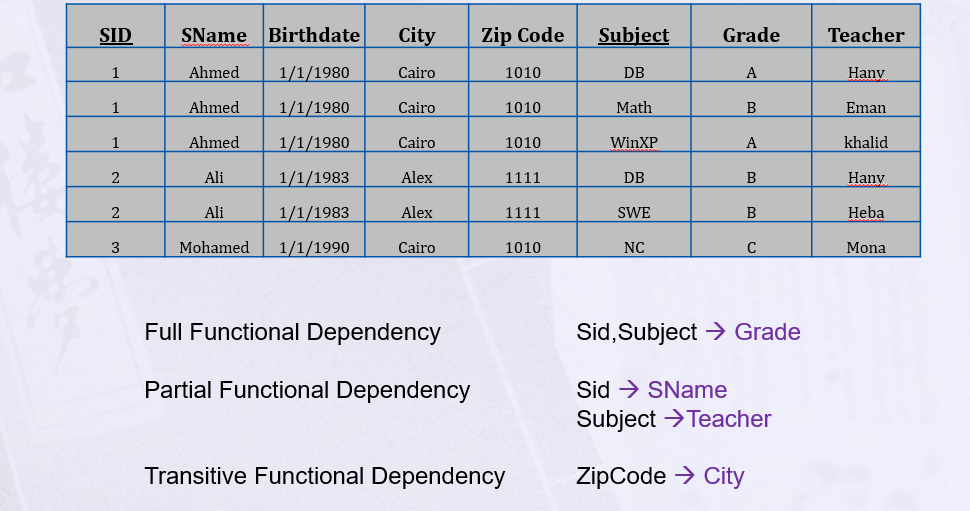 SID SName Birthdate City Zip Code Subject Grade Teacher
1 Ahmed 1/1/1980 Cairo 1010 DB A Hany
1 Ahmed 1/1/1980 Cairo 1010 Math B Eman
1 Ahmed 1/1/1980 Cairo 1010 WinXP A khalid
2 Ali 1/1/1983 Alex 1111 DB B Hany
2 Ali 1/1/1983 Alex 1111 SWE B Heba
3 Mohamed 1/1/1990 Cairo 1010 NC C Mona
Full Functional Dependency Sid,Subject → Grade
Partial Functional Dependency Sid → SName
Subject →Teacher
Transitive Functional Dependency ZipCode → City